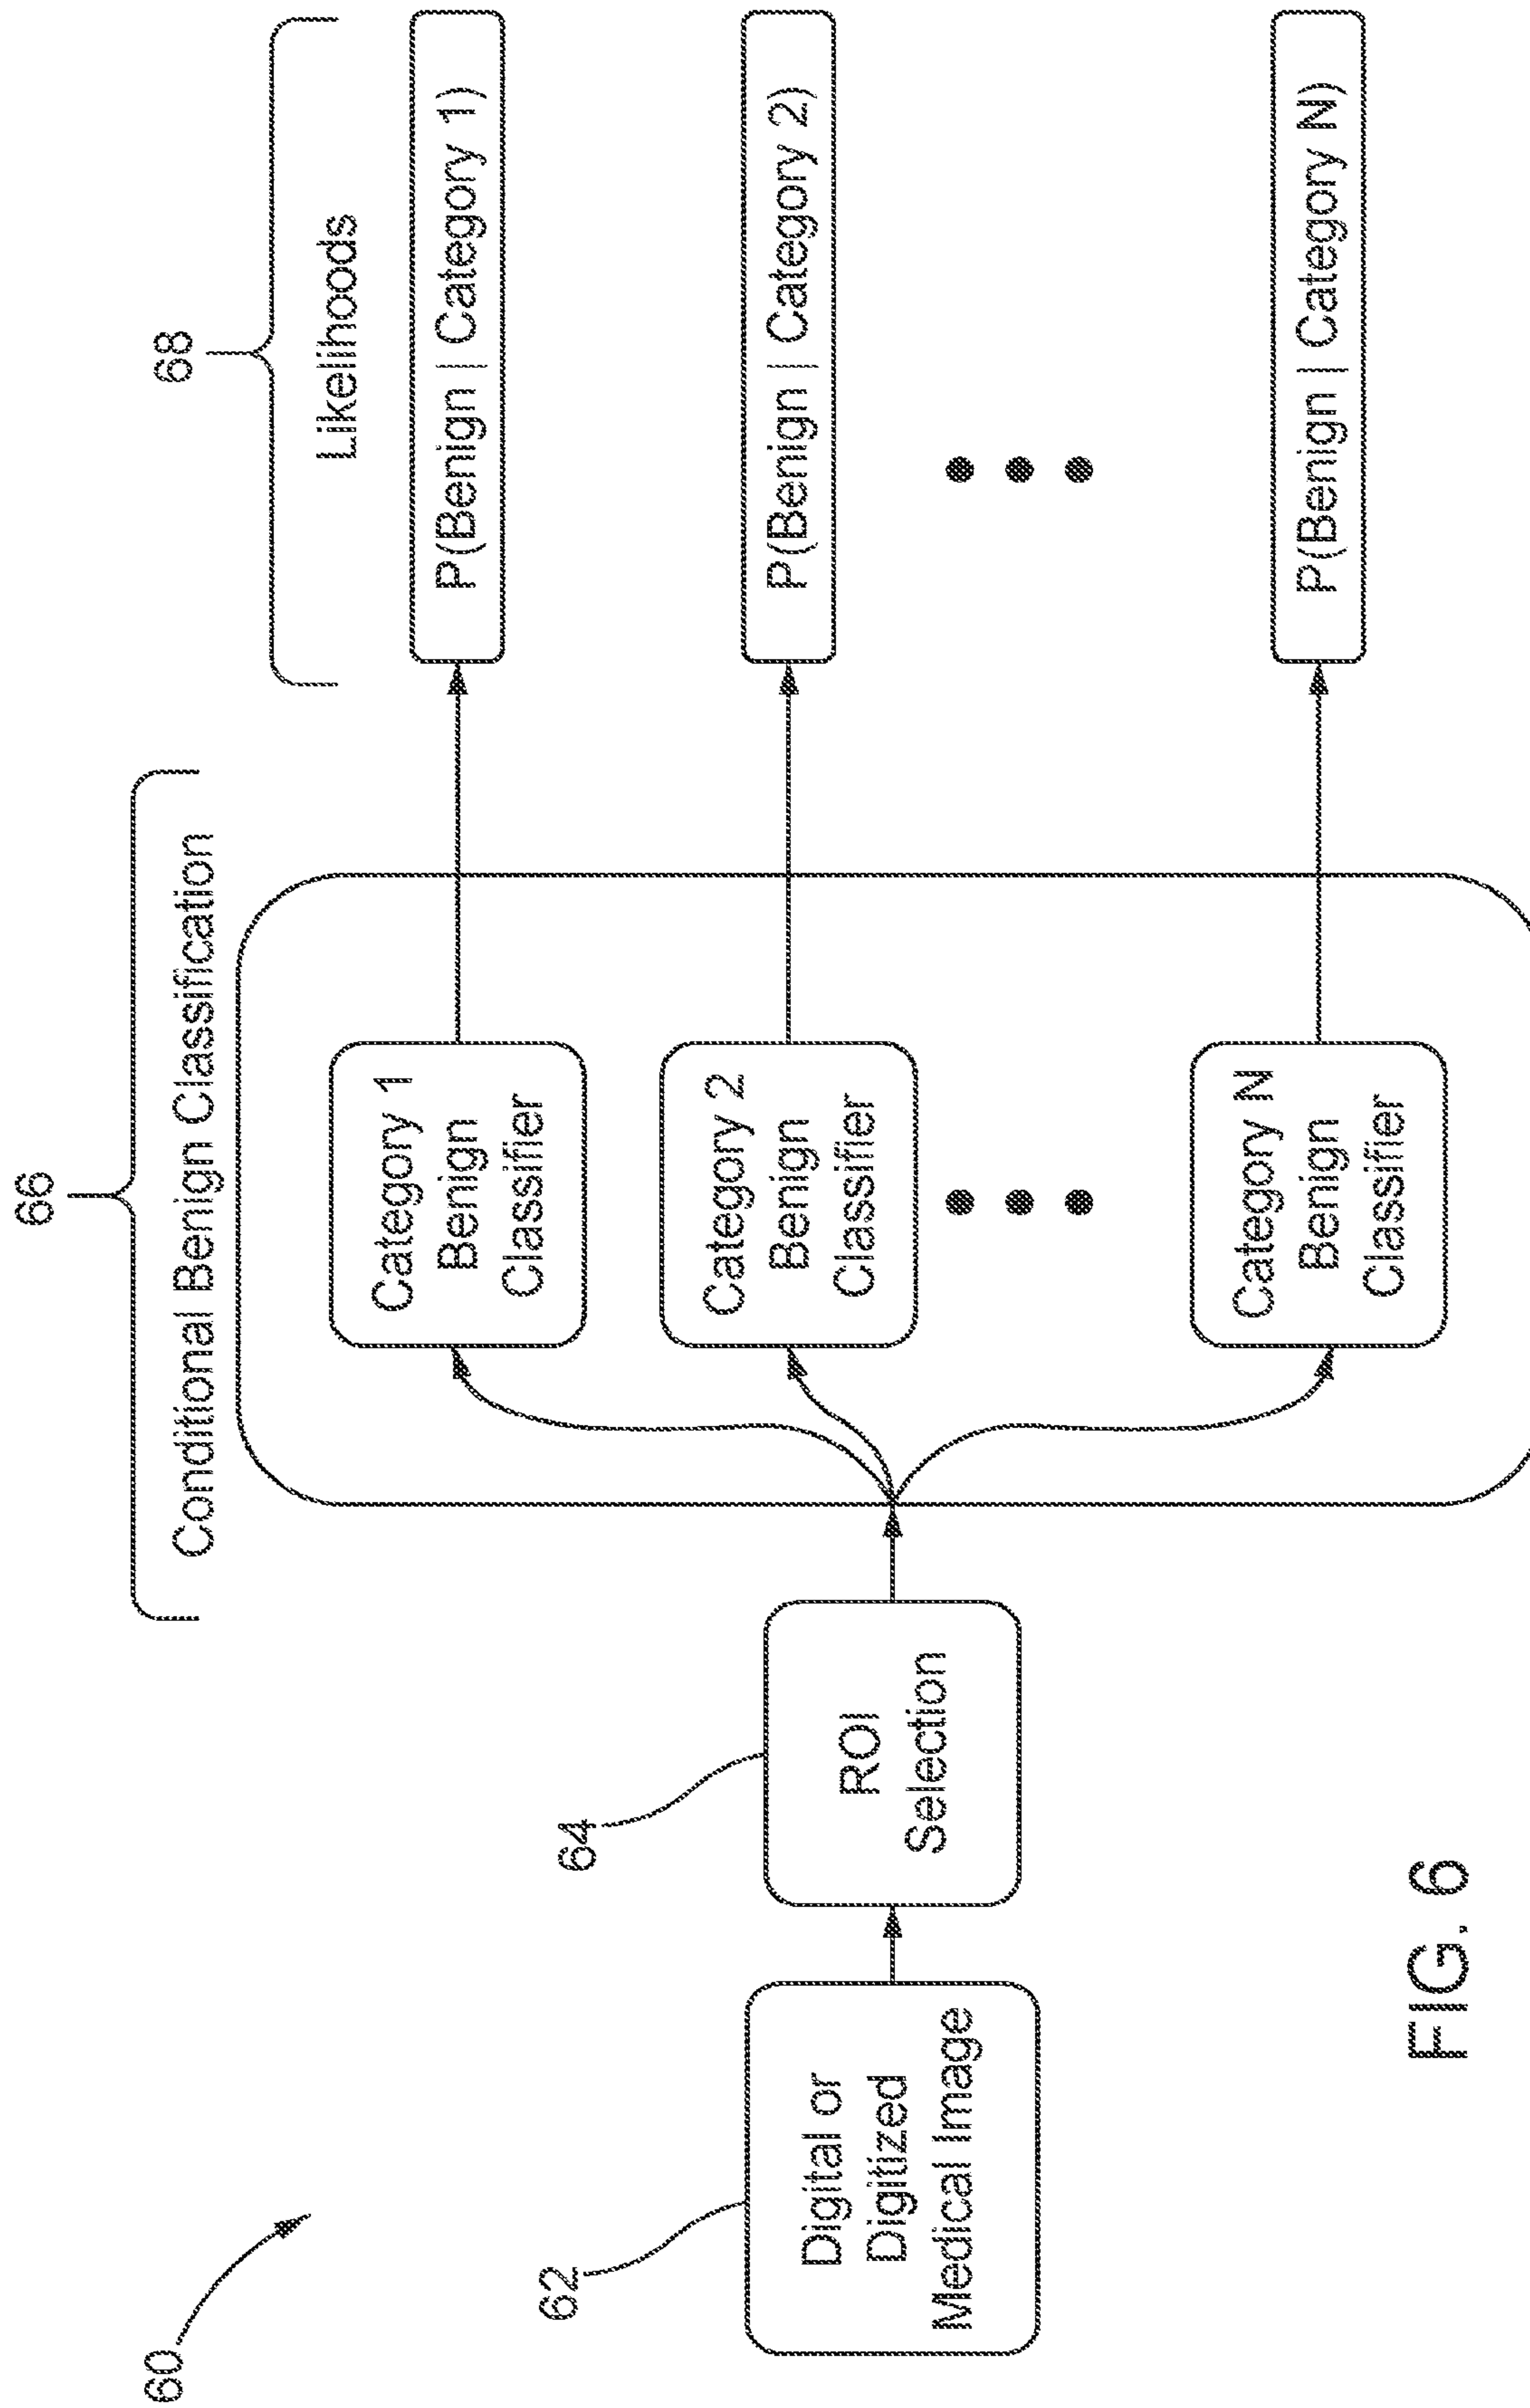 60
66
68
Conditional Benign Classification
Likelihoods
62
Digital or
Digitized
Medical Image
64
ROI
Selection
Category 1
Benign
Classifier
P(Benign | Category 1)
Category 2
Benign
Classifier
P(Benign | Category 2)
Category N
Benign
Classifier
P(Benign | Category N)
FIG. 6